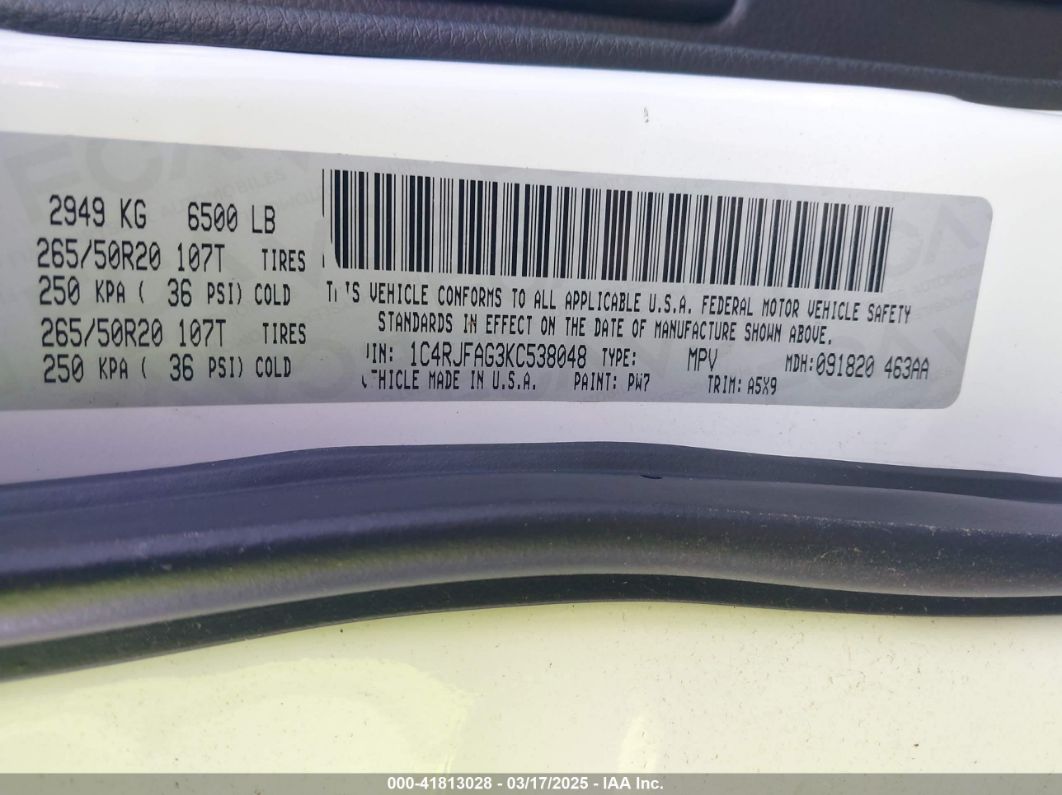 2949 KG 6500 LB
265/50R20 107T TIRES
250 KPA ( 36 PSI) COLD
265/50R20 107T TIRES
250 KPA ( 36 PSI) COLD
VEHICLE CONFORMS TO ALL APPLICABLE U.S.A. FEDERAL MOTOR VEHICLE SAFETY
STANDARDS IN EFFECT ON THE DATE OF MANUFACTURE SHOWN ABOVE.
IN: 1C4RJFAG3KC538048 TYPE: MPV MDH:091820 463AA
HICLE MADE IN U.S.A. PAINT: PW7 TRIM: A5X9
000-41813028 - 03/17/2025 - IAA Inc.